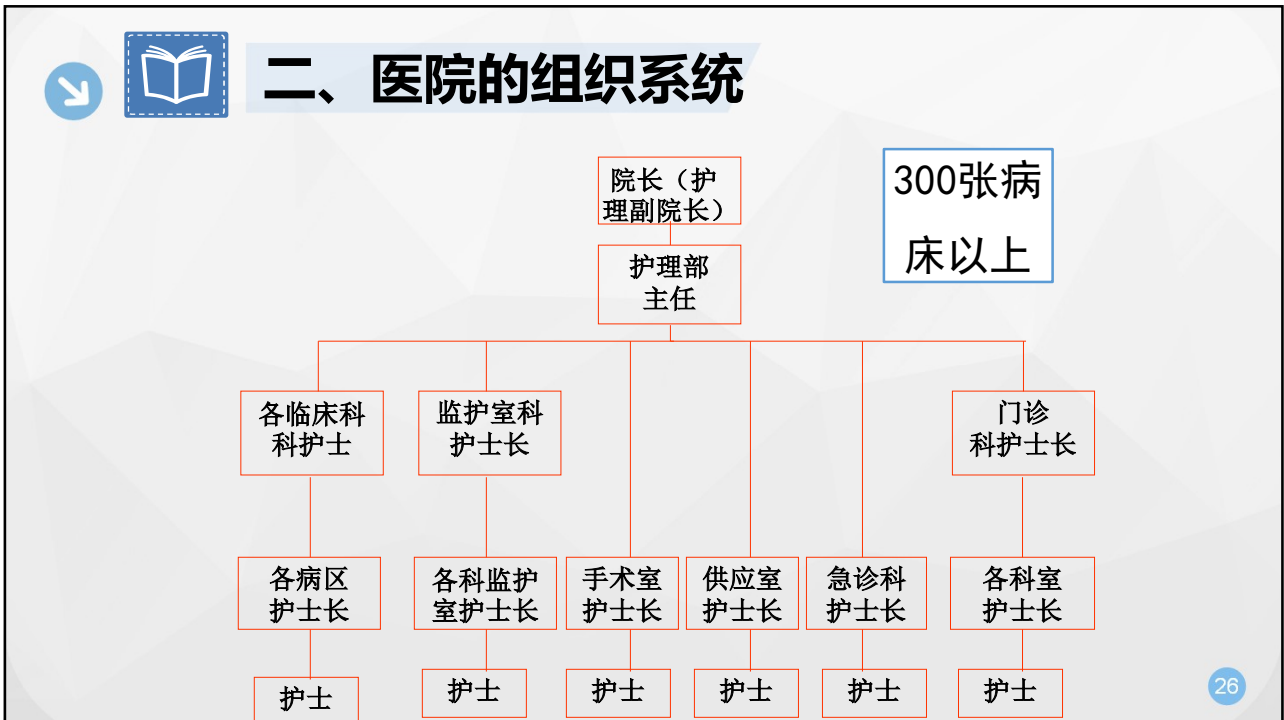 二、医院的组织系统
300张病
床以上
院长（护
理副院长）
护理部
主任
各临床科
科护士
监护室科
护士长
门诊
科护士长
各病区
护士长
各科监护
室护士长
手术室
护士长
供应室
护士长
急诊科
护士长
各科室
护士长
护士
护士
护士
护士
护士
护士
26